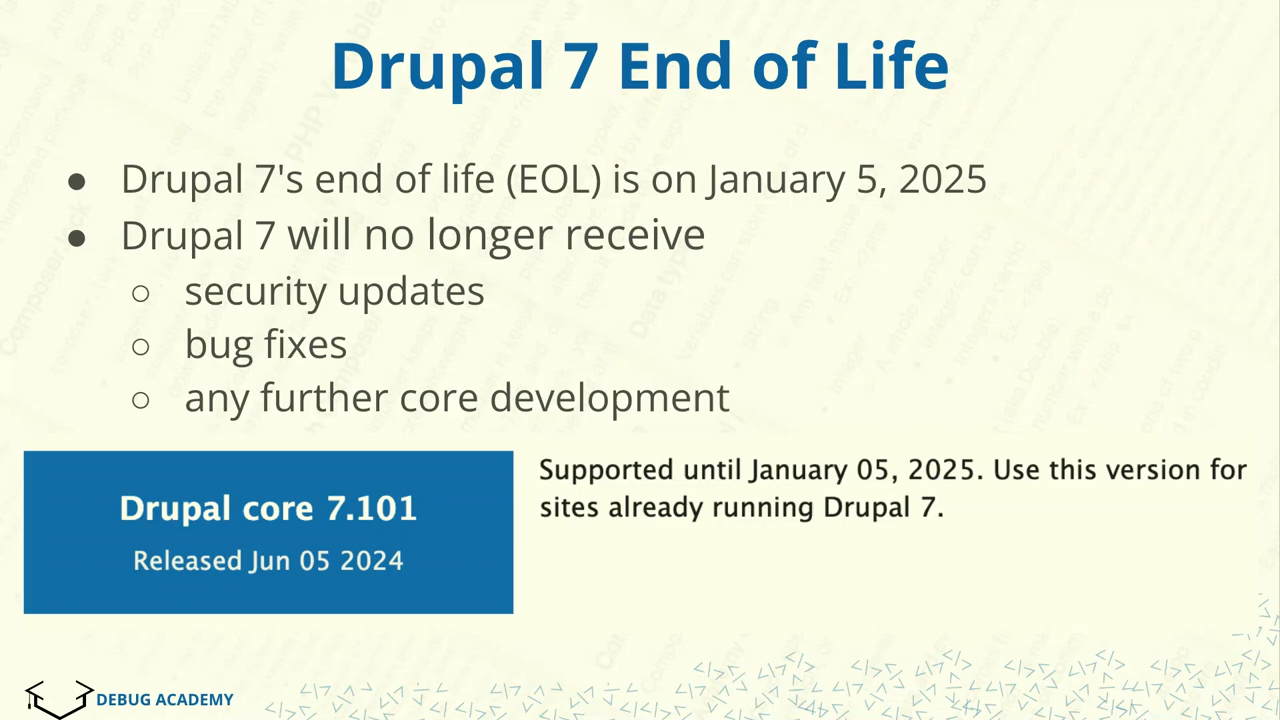 Drupal 7 End of Life
● Drupal 7's end of life (EOL) is on January 5, 2025
● Drupal 7 will no longer receive
○ security updates
○ bug fixes
○ any further core development
Drupal core 7.101
Released Jun 05 2024
Supported until January 05, 2025. Use this version for
sites already running Drupal 7.
DEBUG ACADEMY